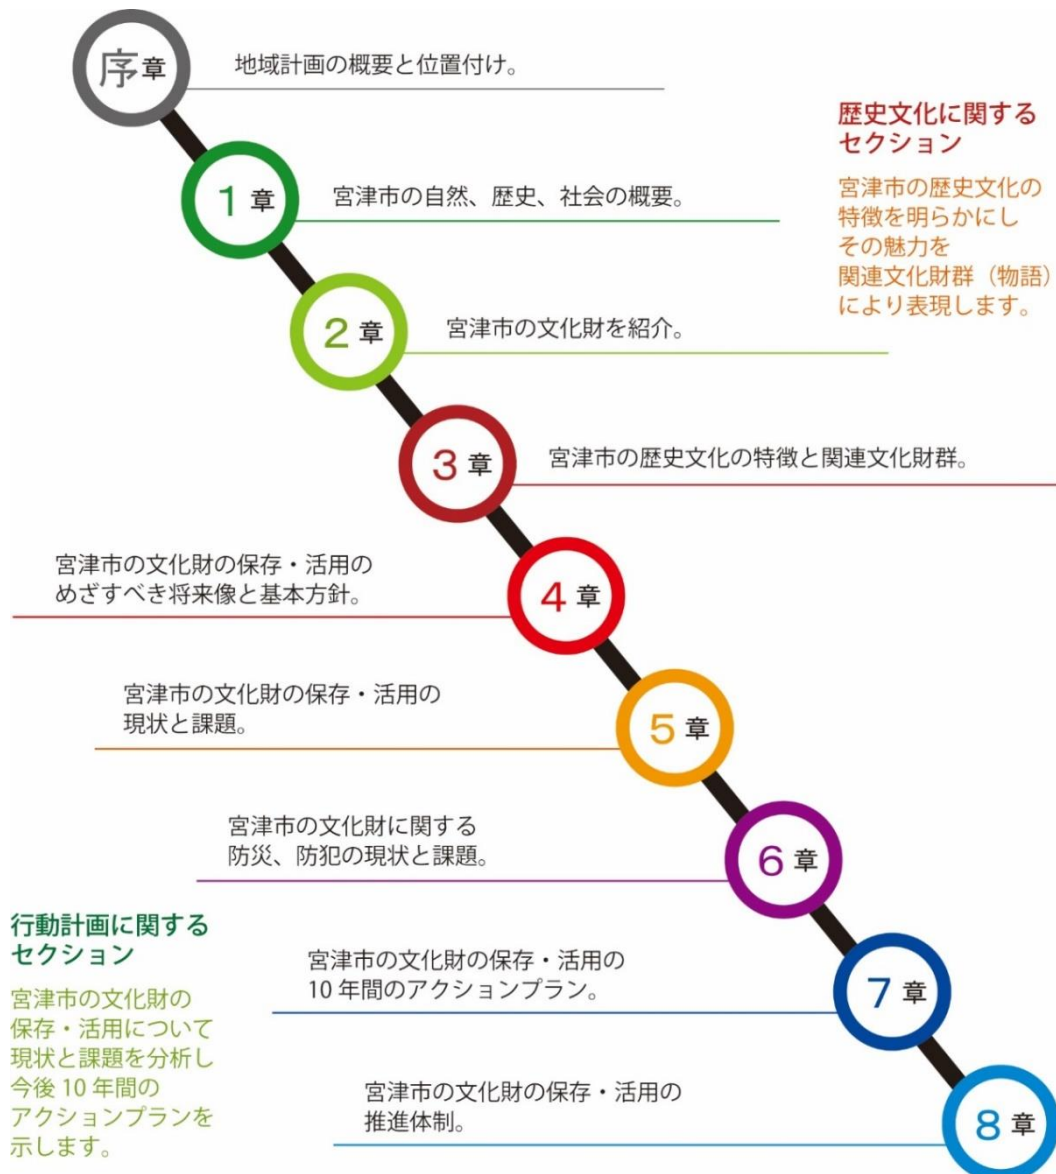 序章
地域計画の概要と位置付け。
歴史文化に関する
セクション
宮津市の歴史文化の
特徴を明らかにし
その魅力を
関連文化財群（物語）
により表現します。
1章
宮津市の自然、歴史、社会の概要。
2章
宮津市の文化財を紹介。
3章
宮津市の歴史文化の特徴と関連文化財群。
宮津市の文化財の保存・活用の
めざすべき将来像と基本方針。
4章
宮津市の文化財の保存・活用の
現状と課題。
5章
宮津市の文化財に関する
防災、防犯の現状と課題。
6章
行動計画に関する
セクション
宮津市の文化財の
保存・活用について
現状と課題を分析し
今後10年間の
アクションプランを
示します。
宮津市の文化財の保存・活用の
10年間のアクションプラン。
7章
宮津市の文化財の保存・活用の
推進体制。
8章